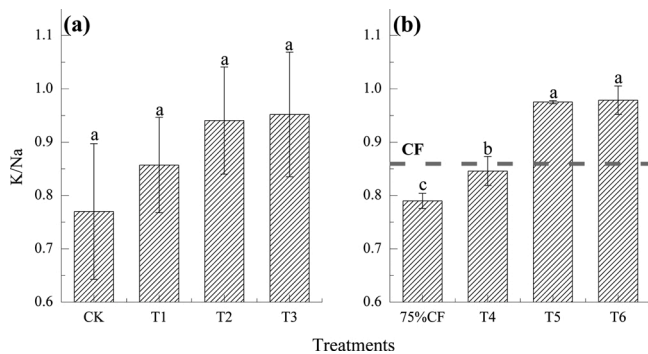 (a)
(b)
1.1
1.0
0.9
0.8
0.7
0.6
K/Na
a
a
a
a
CK
T1
T2
T3
1.1
1.0
0.9
0.8
0.7
0.6
CF
c
b
a
a
75%CF
T4
T5
T6
Treatments